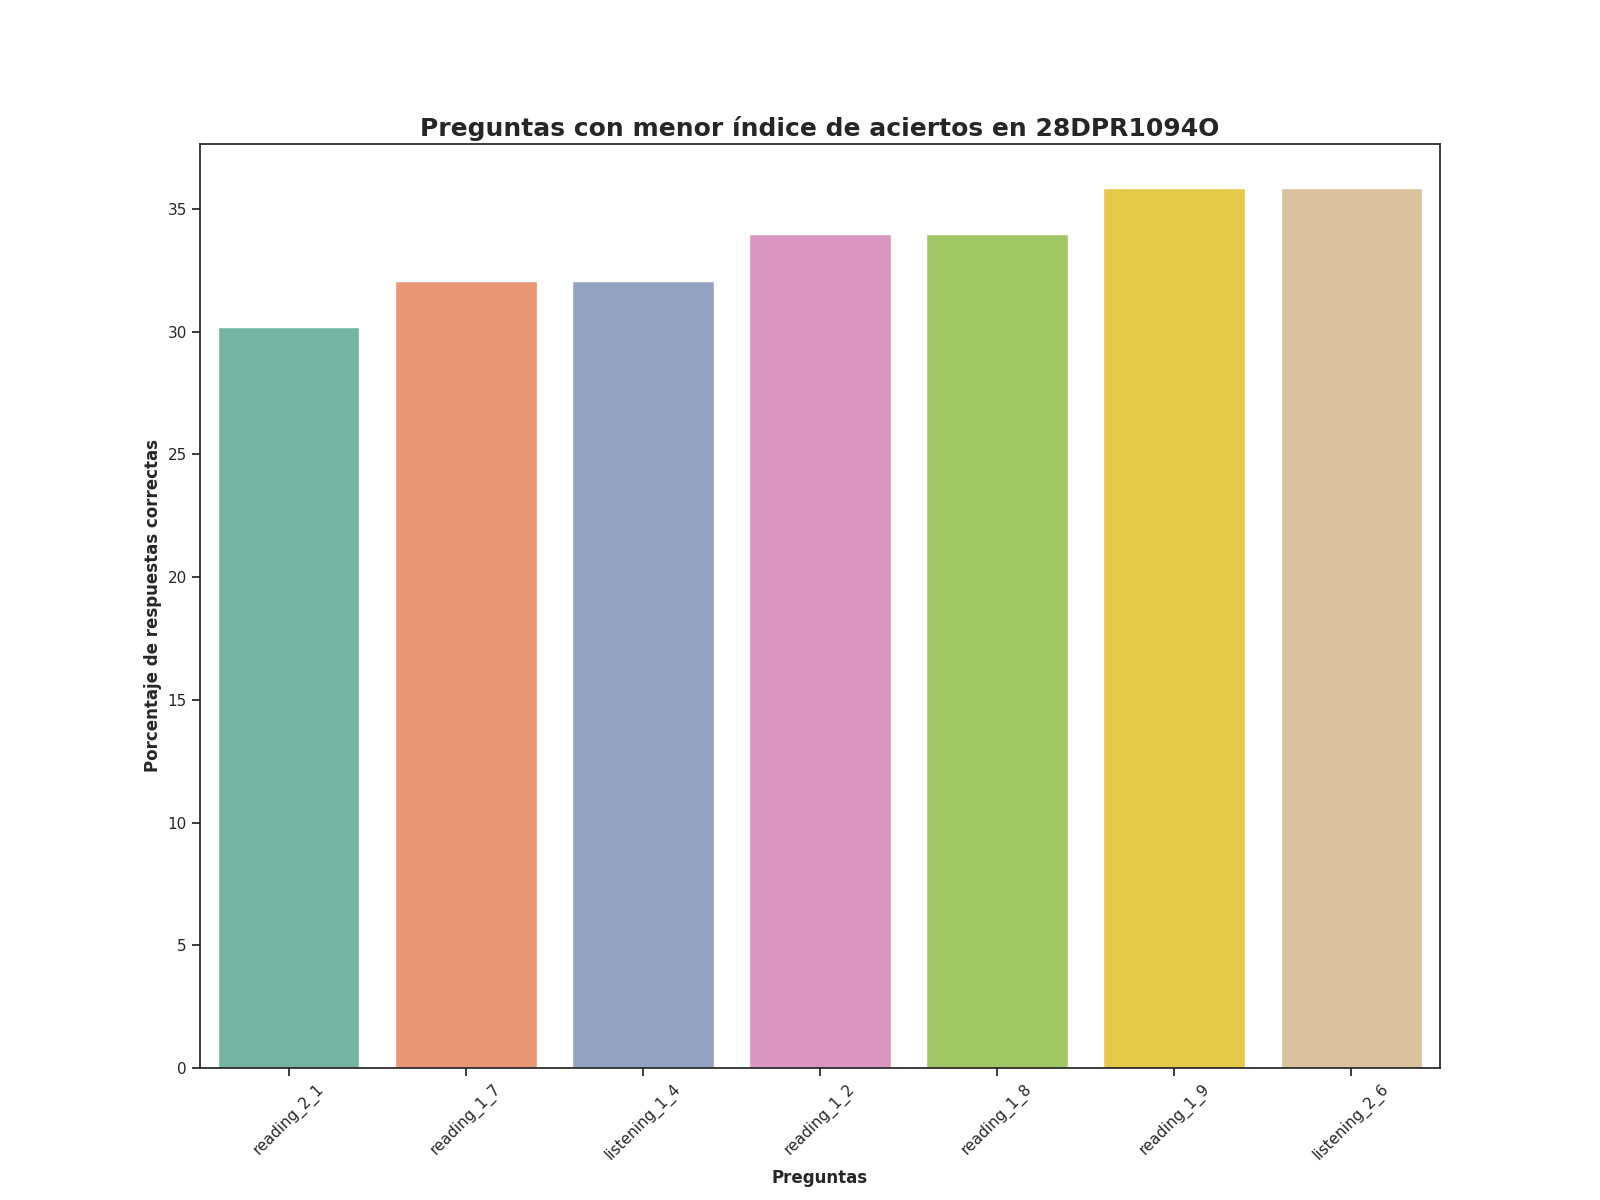 Preguntas con menor índice de aciertos en 28DPR1094O
Porcentaje de respuestas correctas
35
30
25
20
15
10
5
0
reading_2_1
reading_1_7
listening_1_4
reading_1_2
reading_1_8
reading_1_9
listening_2_6
Preguntas